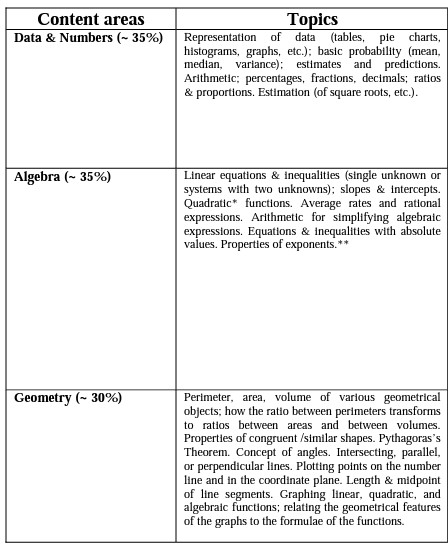 Content areas
Topics
Data & Numbers (~ 35%)
Representation of data (tables, pie charts,
histograms, graphs, etc.); basic probability (mean,
median, variance); estimates and predictions.
Arithmetic; percentages, fractions, decimals; ratios
& proportions. Estimation (of square roots, etc.).
Algebra (~ 35%)
Linear equations & inequalities (single unknown or
systems with two unknowns); slopes & intercepts.
Quadratic* functions. Average rates and rational
expressions. Arithmetic for simplifying algebraic
expressions. Equations & inequalities with absolute
values. Properties of exponents.**
Geometry (~ 30%)
Perimeter, area, volume of various geometrical
objects; how the ratio between perimeters transforms
to ratios between areas and between volumes.
Properties of congruent /similar shapes. Pythagoras's
Theorem. Concept of angles. Intersecting, parallel,
or perpendicular lines. Plotting points on the number
line and in the coordinate plane. Length & midpoint
of line segments. Graphing linear, quadratic, and
algebraic functions; relating the geometrical features
of the graphs to the formulae of the functions.